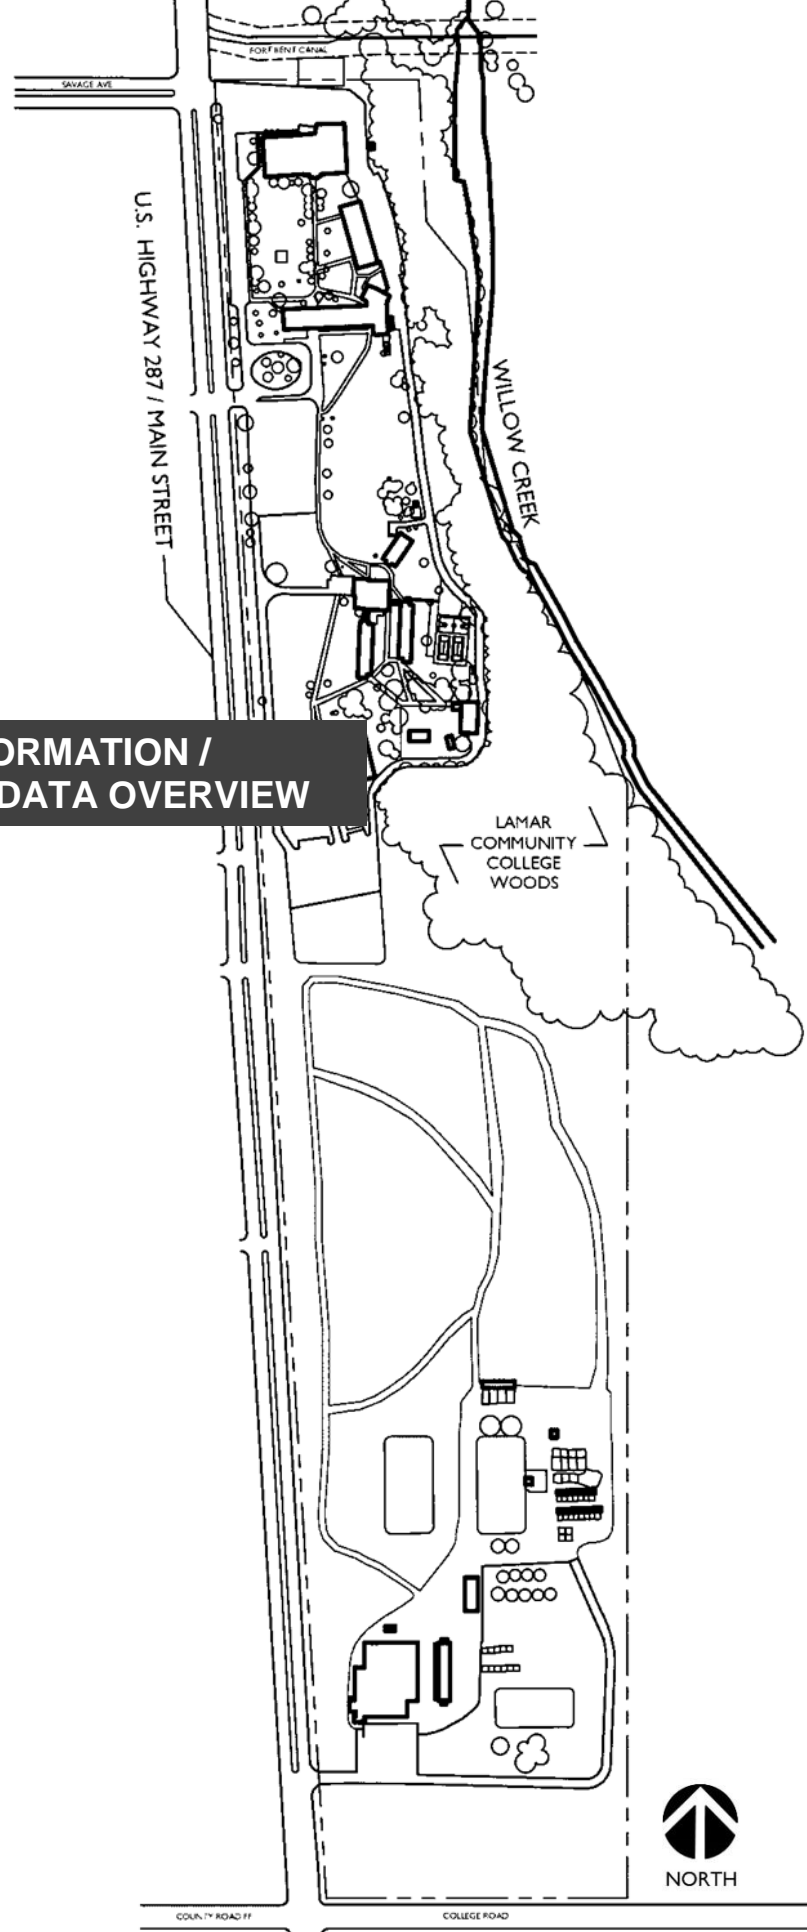 FORT BENT CANAL
SAVAGE AVE
U.S. HIGHWAY 287 / MAIN STREET
WILLOW CREEK
ORMATION /
DATA OVERVIEW
LAMAR
COMMUNITY
COLLEGE
WOODS
NORTH
COUNTY ROAD FF
COLLEGE ROAD